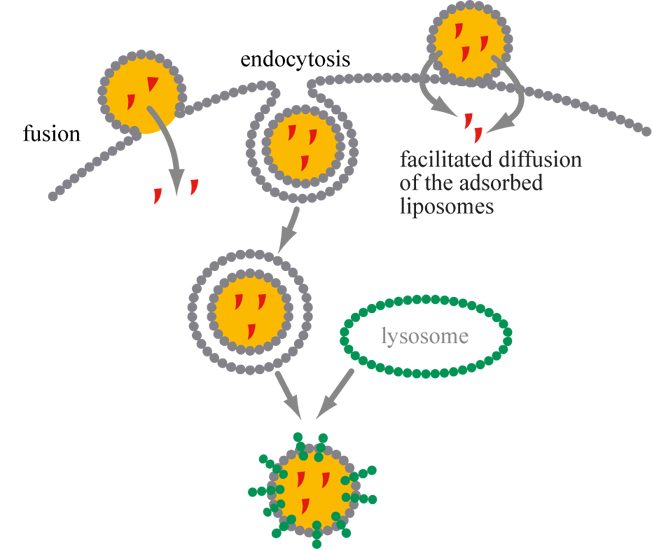 endocytosis
fusion
facilitated diffusion
of the adsorbed
liposomes
lysosome